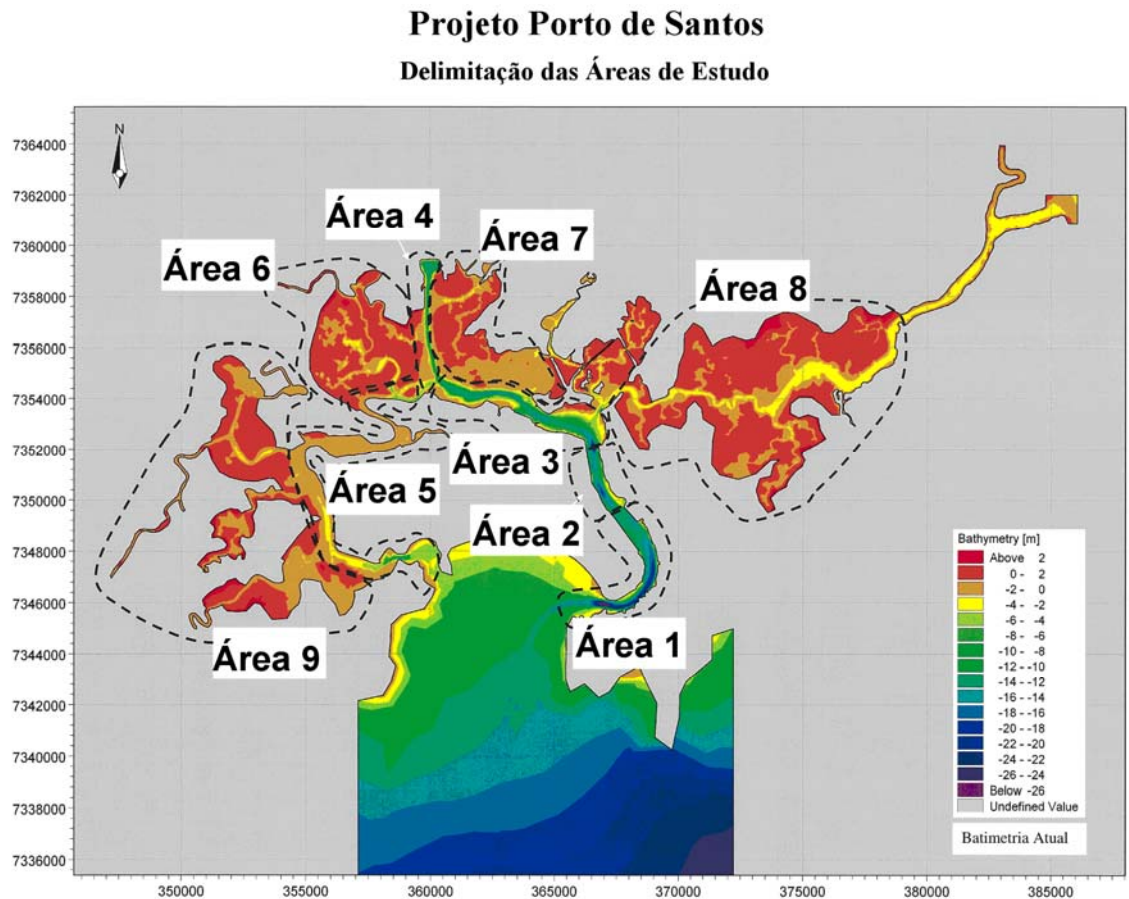 Projeto Porto de Santos
Delimitação das Áreas de Estudo
N
7364000
7362000
7360000
7358000
7356000
7354000
7352000
7350000
7348000
7346000
7344000
7342000
7340000
7338000
7336000
Área 4
Área 7
Área 6
Área 8
Área 3
Área 5
Área 2
Área 1
Área 9
Bathymetry [m]
Above 2
0 - 2
-2 - 0
-4 - -2
-6 - -4
-8 - -6
-10 - -8
-12 - -10
-14 - -12
-16 - -14
-18 - -16
-20 - -18
-22 - -20
-24 - -22
-26 - -24
Below -26
Undefined Value
Batimetria Atual
350000 355000 360000 365000 370000 375000 380000 385000